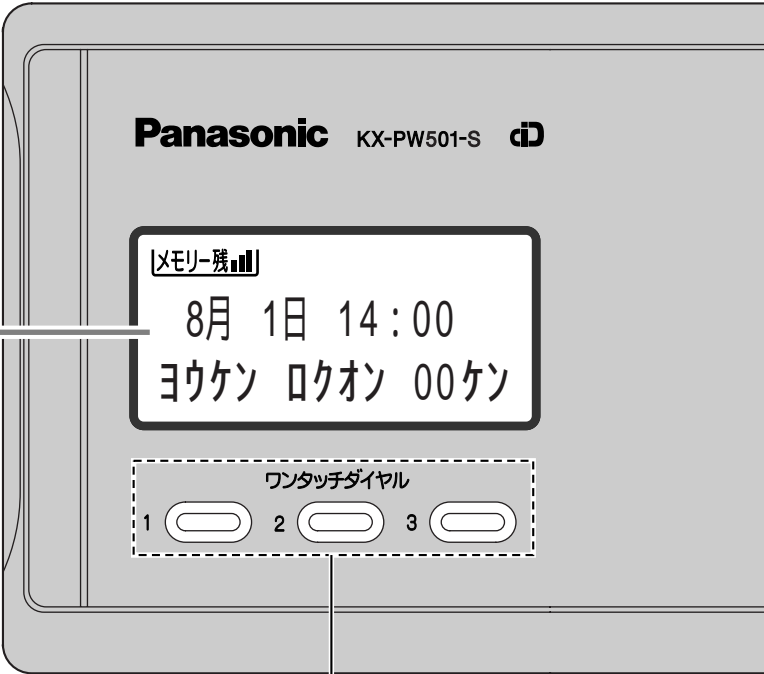 Panasonic KX-PW501-S iD
メモリー残
8月 1日 14:00
ヨウケン ロクオン 00ケン
ワンタッチダイヤル
1 2 3